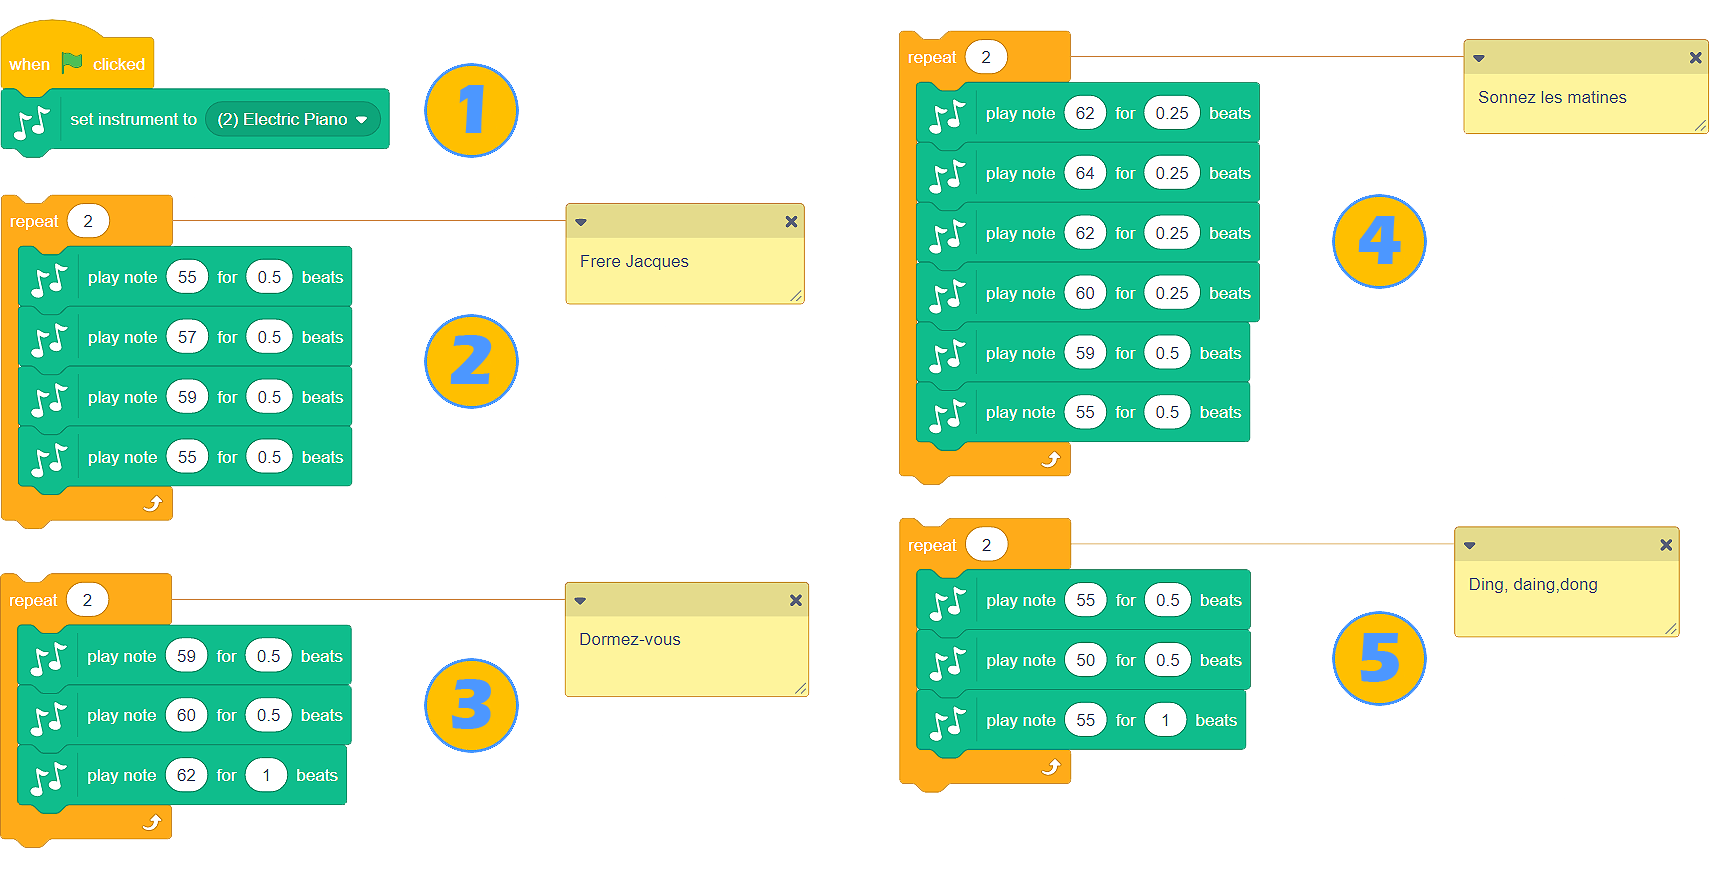 when clicked
set instrument to (2) Electric Piano
1
repeat 2
play note 55 for 0.5 beats
play note 57 for 0.5 beats
play note 59 for 0.5 beats
play note 55 for 0.5 beats
Frere Jacques
2
repeat 2
play note 59 for 0.5 beats
play note 60 for 0.5 beats
play note 62 for 1 beats
Dormez-vous
3
repeat 2
play note 62 for 0.25 beats
play note 64 for 0.25 beats
play note 62 for 0.25 beats
play note 60 for 0.25 beats
play note 59 for 0.5 beats
play note 55 for 0.5 beats
Sonnez les matines
4
repeat 2
play note 55 for 0.5 beats
play note 50 for 0.5 beats
play note 55 for 1 beats
Ding, daing,dong
5